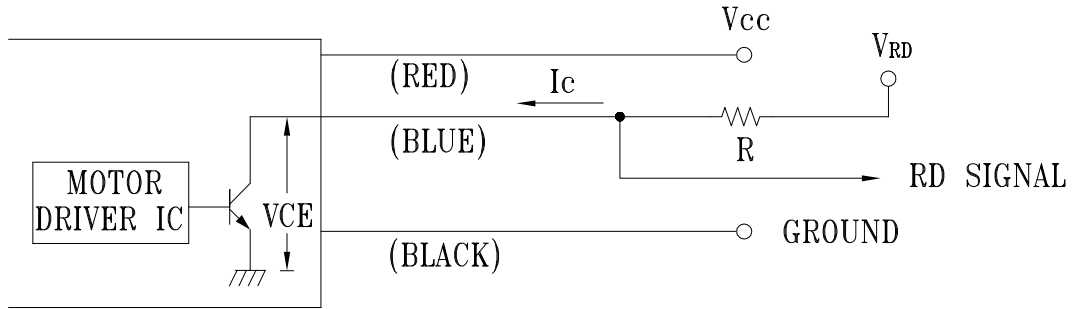 Vcc
VRD
(RED)
Ic
(BLUE)
R
MOTOR
DRIVER IC
VCE
RD SIGNAL
(BLACK)
GROUND